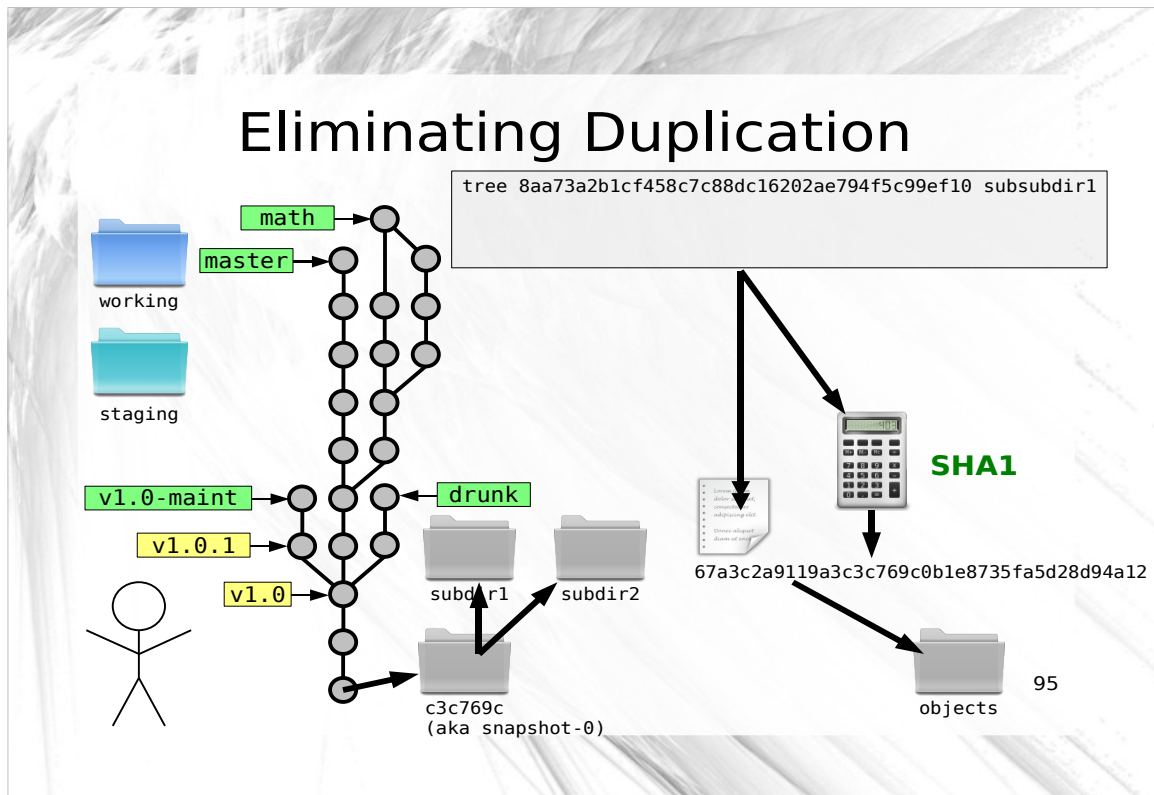 Eliminating Duplication
tree 8aa73a2b1cf458c7c88dc16202ae794f5c99ef10 subsubdir1
math
master
working
staging
v1.0-maint
drunk
v1.0.1
v1.0
subdir1
subdir2
c3c769c
(aka snapshot-0)
403
SHA1
67a3c2a9119a3c3c769c0b1e8735fa5d28d94a12
objects
95